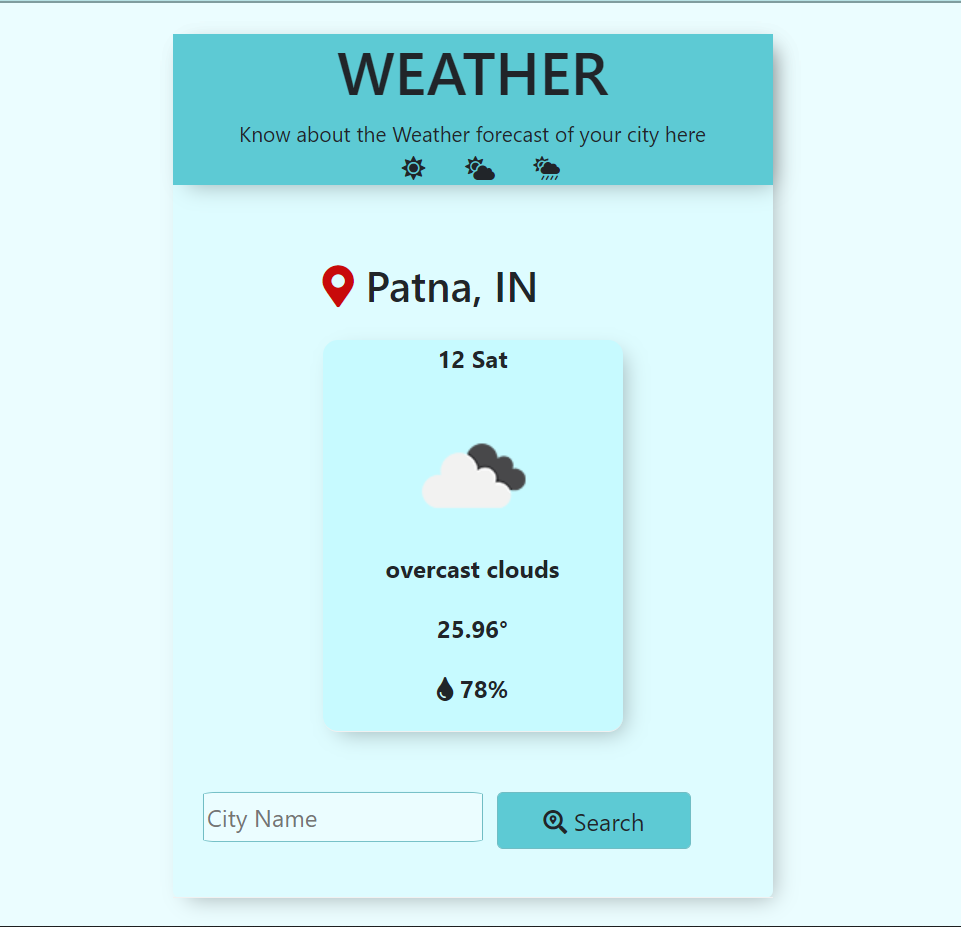 WEATHER
Know about the Weather forecast of your city here
Patna, IN
12 Sat
overcast clouds
25.96°
78%
City Name
Search